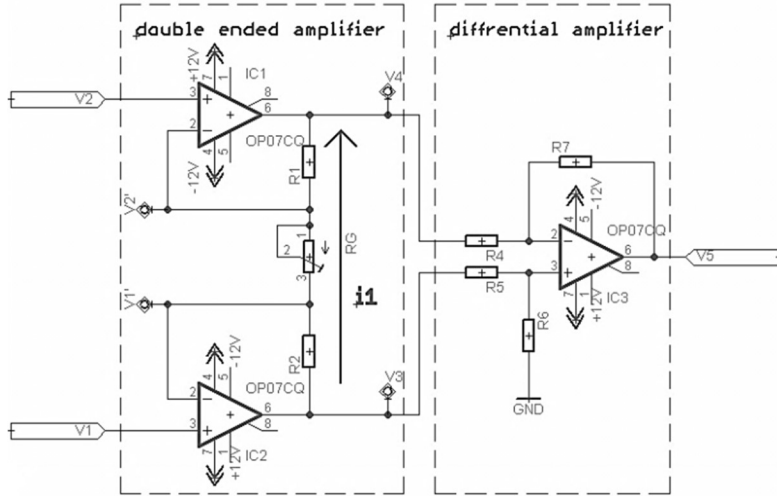 double ended amplifier
diffrential amplifier
+12V
IC1
V4
V2
7
1
8
3
6
2
OP07CQ
4
5
-12V
R1
R7
V2'
1
2
RG
3
4
5
-12V
OP07CQ
2
6
V5
R4
8
3
R5
7
1
+12V
IC3
V1'
i1
R6
R2
-12V
4
5
OP07CQ
V3
2
6
GND
8
V1
3
7
1
+12V
IC2